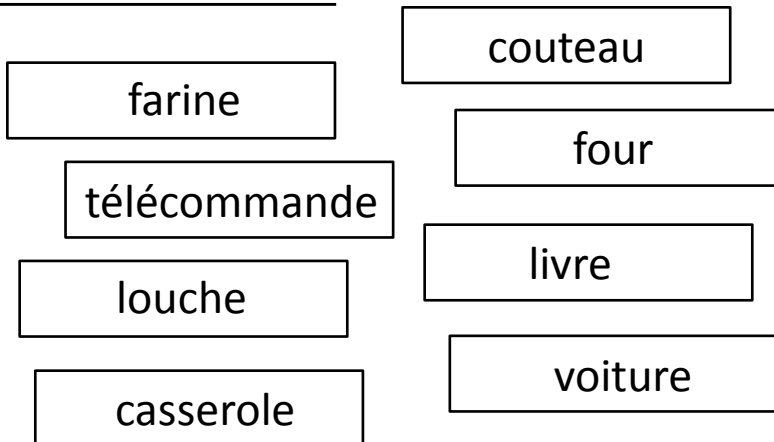 couteau
farine
four
télécommande
livre
louche
voiture
casserole